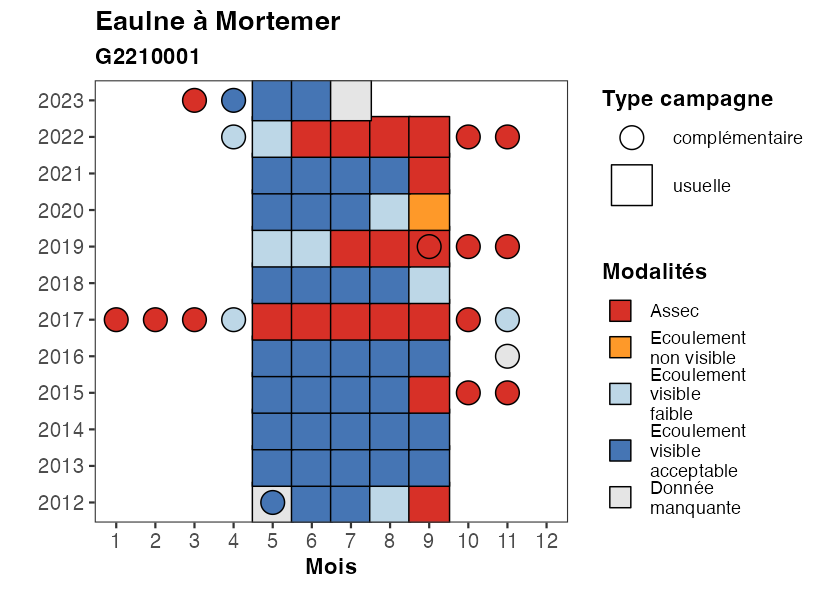 Eaulne à Mortemer
G2210001
2023
2022
2021
2020
2019
2018
2017
2016
2015
2014
2013
2012
1 2 3 4 5 6 7 8 9 10 11 12
Mois
Type campagne
complémentaire
usuelle
Modalités
Assec
Ecoulement
non visible
Ecoulement
visible
faible
Ecoulement
visible
acceptable
Donnée
manquante